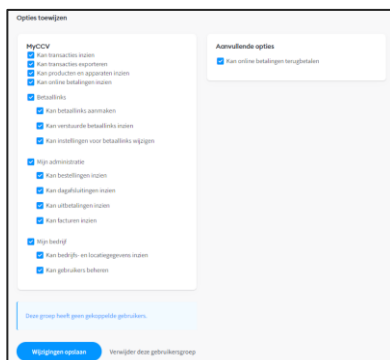 Opties toewijzen
MyCCV
Kan transacties inzien
Kan transacties exporteren
Kan producten en apparaten inzien
Kan online betalingen inzien
Betaallinks
Kan betaallinks aanmaken
Kan verstuurde betaallinks inzien
Kan instellingen voor betaallinks wijzigen
Mijn administratie
Kan bestellingen inzien
Kan dagafsluitingen inzien
Kan uitbetalingen inzien
Kan facturen inzien
Mijn bedrijf
Kan bedrijfs- en locatiegegevens inzien
Kan gebruikers beheren
Aanvullende opties
Kan online betalingen terugbetalen
Deze groep heeft geen gekoppelde gebruikers.
Wijzigingen opslaan Verwijder deze gebruikersgroep